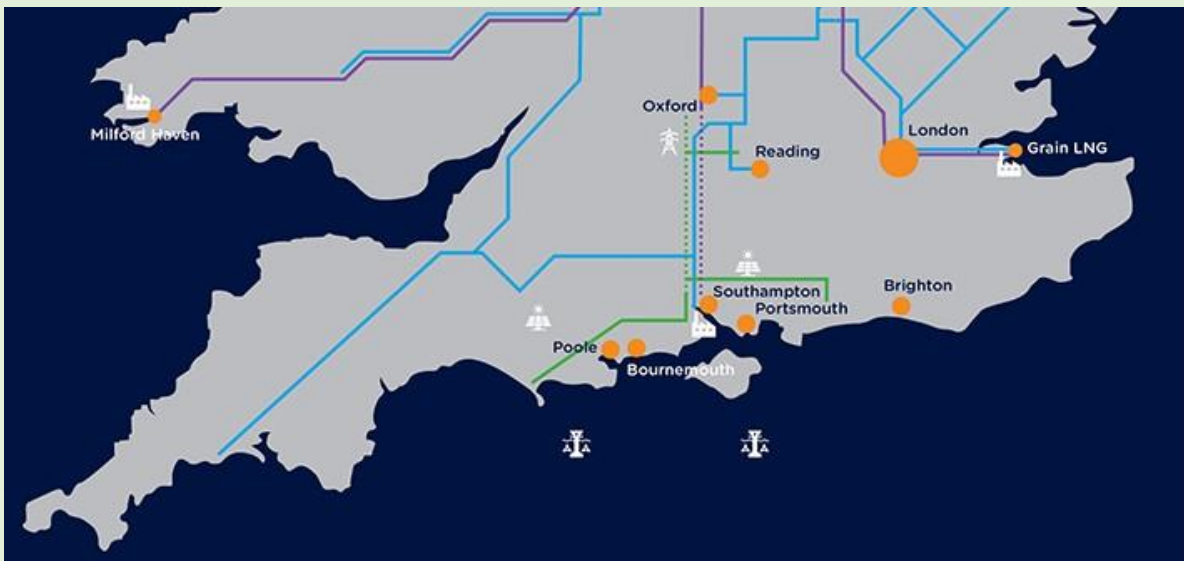 Oxford
Milford Haven
London
Reading
Grain LNG
Southampton
Brighton
Portsmouth
Poole
Bournemouth